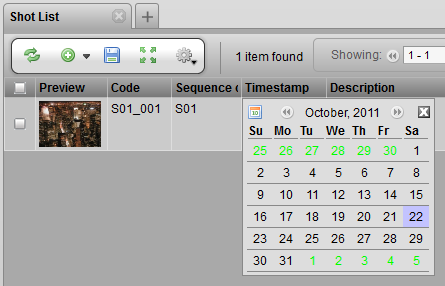 Shot List
1 item found
Showing:
1 - 1
Preview Code Sequence Timestamp Description
S01_001 S01
October, 2011
Su Mo Tu We Th Fr Sa
25 26 27 28 29 30 1
2 3 4 5 6 7 8
9 10 11 12 13 14 15
16 17 18 19 20 21 22
23 24 25 26 27 28 29
30 31 1 2 3 4 5